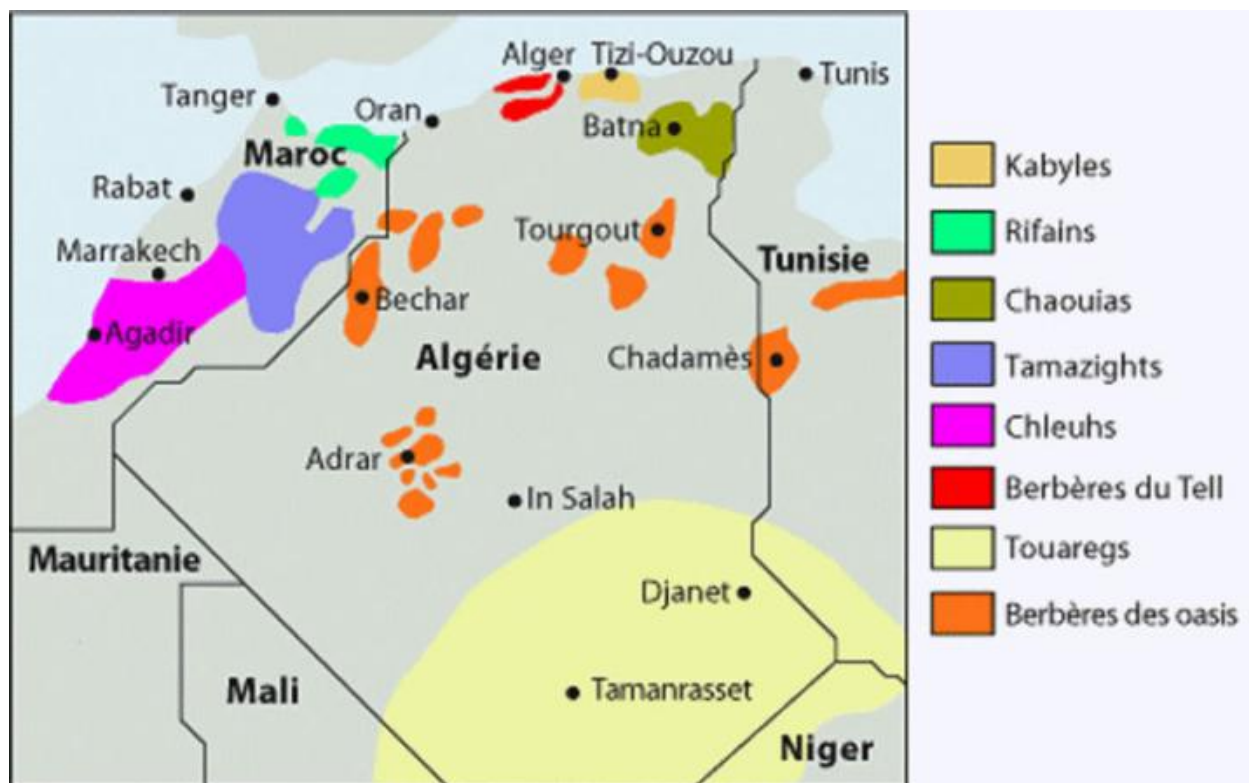 Alger
Tizi-Ouzou
Tunis
Tanger
Oran
Batna
Maroc
Rabat
Tourgout
Marrakech
Tunisie
Bechar
Agadir
Algérie
Chadamès
Adrar
In Salah
Mauritanie
Djanet
Mali
Tamanrasset
Niger
Kabyles
Rifains
Chaouias
Tamazights
Chleuhs
Berbères du Tell
Touaregs
Berbères des oasis